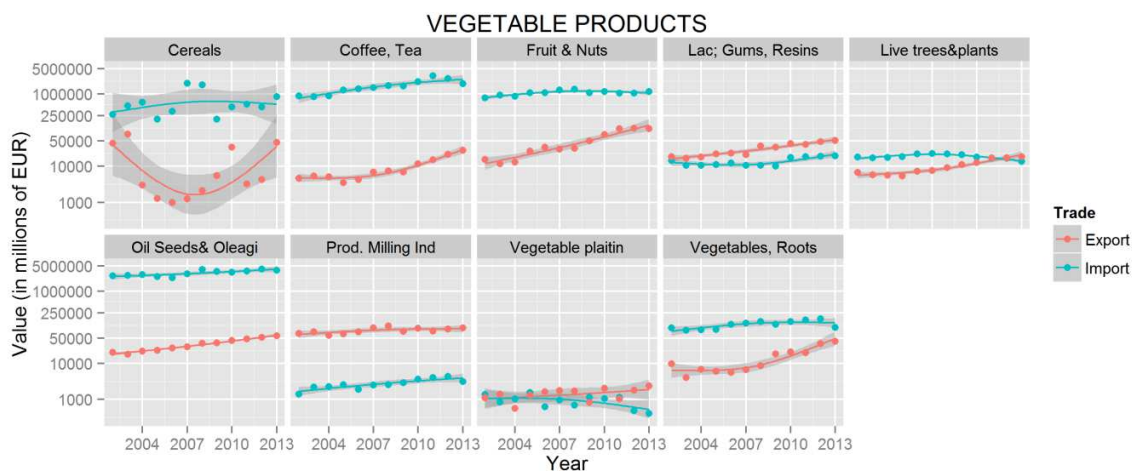 VEGETABLE PRODUCTS
Cereals
Coffee, Tea
Fruit & Nuts
Lac; Gums, Resins
Live trees&plants
5000000
1000000
250000
50000
10000
1000
Oil Seeds& Oleagi
Prod. Milling Ind
Vegetable plaitin
Vegetables, Roots
5000000
1000000
250000
50000
10000
1000
Value (in millions of EUR)
2004 2007 2010 2013
2004 2007 2010 2013
2004 2007 2010 2013
2004 2007 2010 2013
Year
Trade
Export
Import